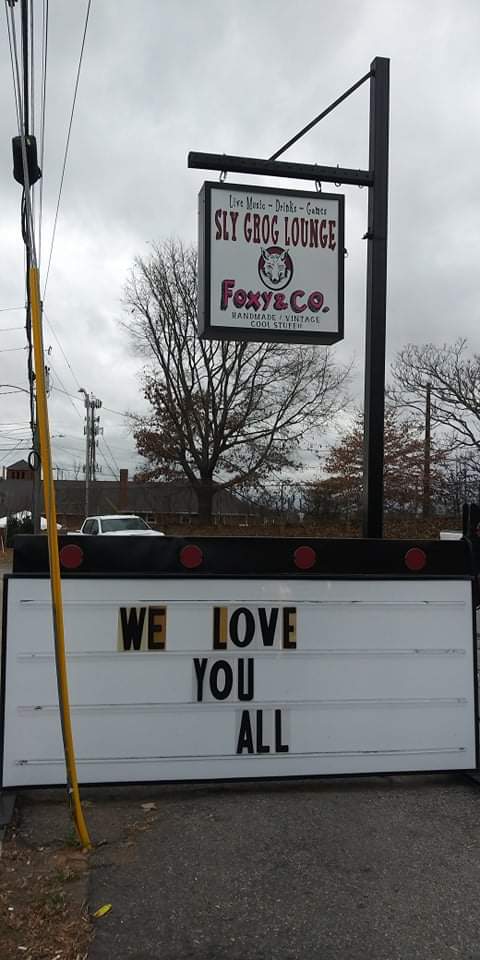 Live Music - Drinks - Games
SLY GROG LOUNGE
FOXY & CO.
HANDMADE / VINTAGE
COOL STUFF!!
WE LOVE
YOU
ALL